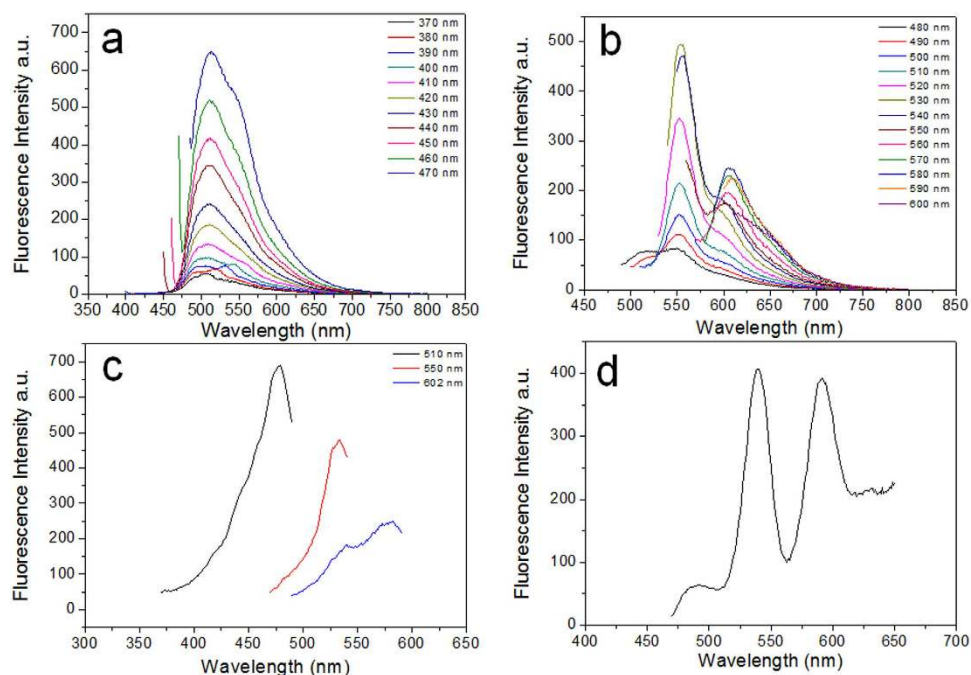 a
370 nm
380 nm
390 nm
400 nm
410 nm
420 nm
430 nm
440 nm
450 nm
460 nm
470 nm
Fluorescence Intensity a.u.
700
600
500
400
300
200
100
0
350 400 450 500 550 600 650 700 750 800 850
Wavelength (nm)
b
480 nm
490 nm
500 nm
510 nm
520 nm
530 nm
540 nm
550 nm
560 nm
570 nm
580 nm
590 nm
600 nm
Fluorescence Intensity a.u.
500
400
300
200
100
0
450 500 550 600 650 700 750 800 850
Wavelength (nm)
c
510 nm
550 nm
602 nm
Fluorescence Intensity a.u.
700
600
500
400
300
200
100
0
300 350 400 450 500 550 600 650
Wavelength (nm)
d
Fluorescence Intensity a.u.
400
300
200
100
0
400 450 500 550 600 650 700
Wavelength (nm)